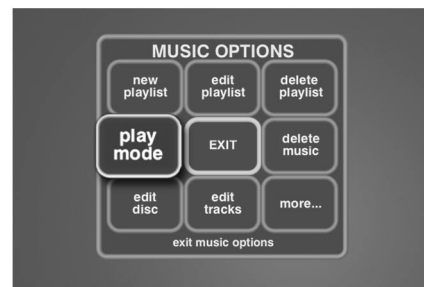 MUSIC OPTIONS
new
playlist
edit
playlist
delete
playlist
play
mode
EXIT
delete
music
edit
disc
edit
tracks
more...
exit music options